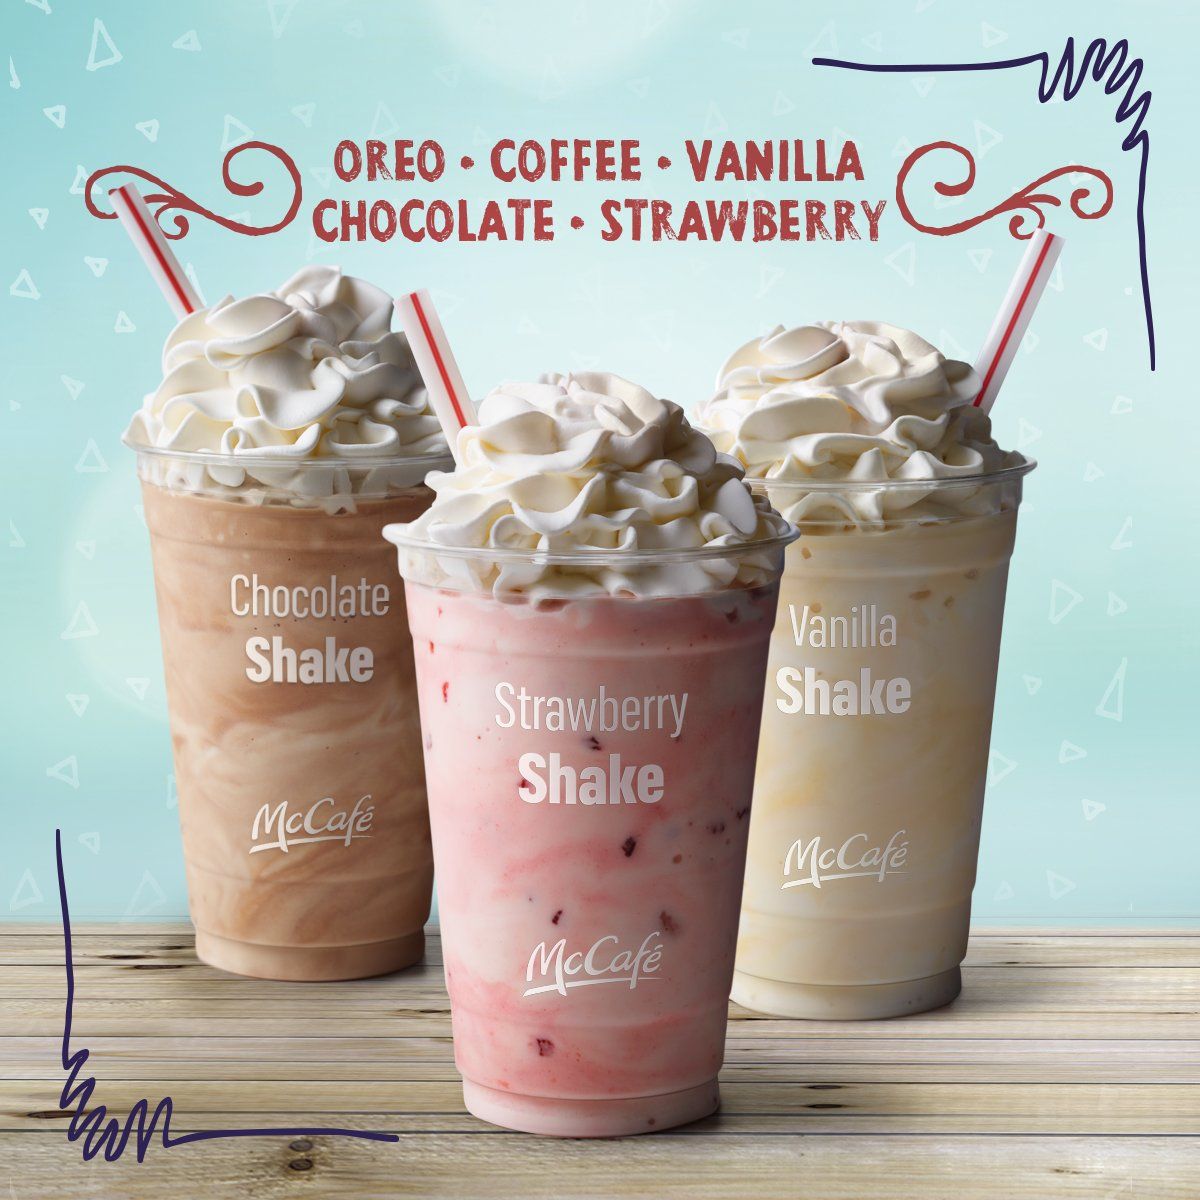 OREO • COFFEE • VANILLA
CHOCOLATE • STRAWBERRY
Chocolate
Shake
McCafé
Strawberry
Shake
McCafé
Vanilla
Shake
McCafé